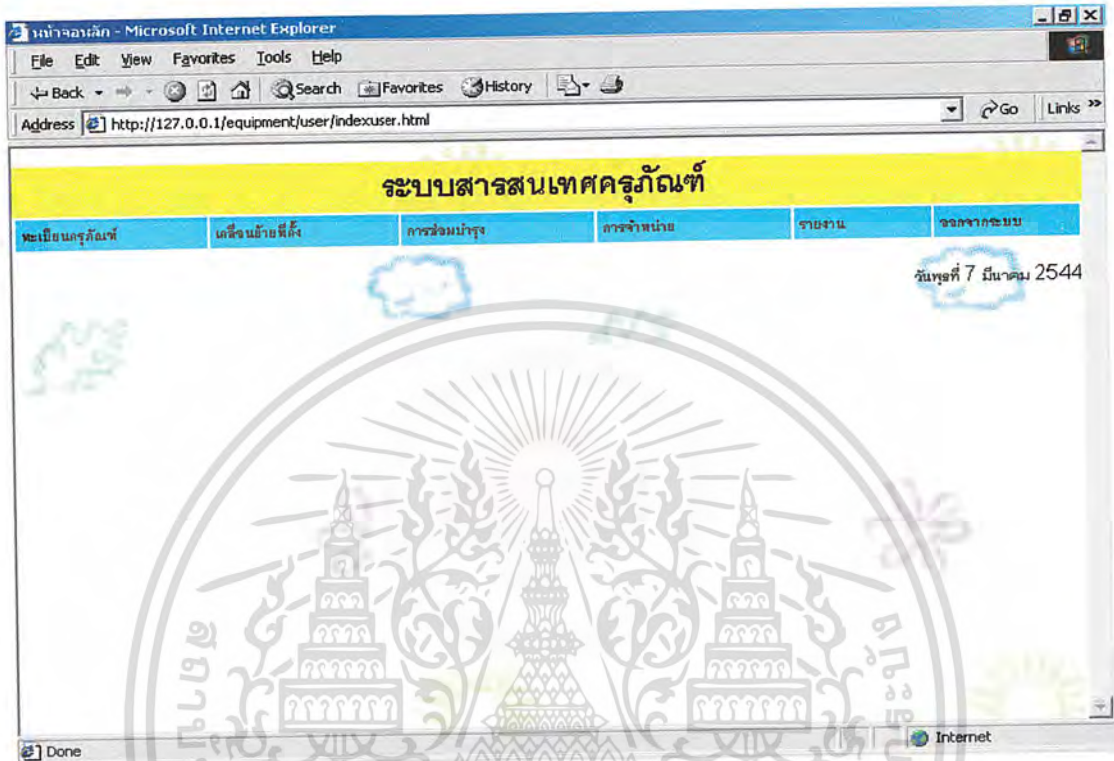 หน้าจอหลัก - Microsoft Internet Explorer
File Edit View Favorites Tools Help
Back Search Favorites History
Address http://127.0.0.1/equipment/user/indexuser.html Go Links »
ระบบสารสนเทศครุภัณฑ์
ทะเบียนครุภัณฑ์ เคลื่อนย้ายที่ตั้ง การซ่อมบำรุง การจำหน่าย รายงาน ออกจากระบบ
วันพุธที่ 7 มีนาคม 2544
Done Internet